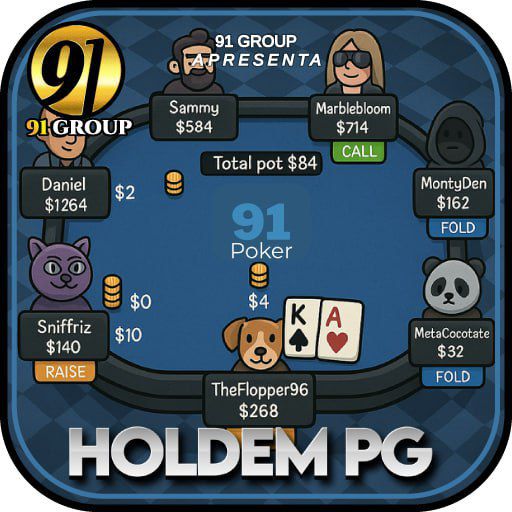 91
91 GROUP
91 GROUP
APRESENTA
Sammy
$584
Marblebloom
$714
CALL
Total pot $84
Daniel
$1264
$2
MontyDen
$162
FOLD
91
Poker
$0
$4
K
A
Sniffriz
$140
RAISE
$10
MetaCocotate
$32
FOLD
TheFlopper96
$268
HOLDEM PG